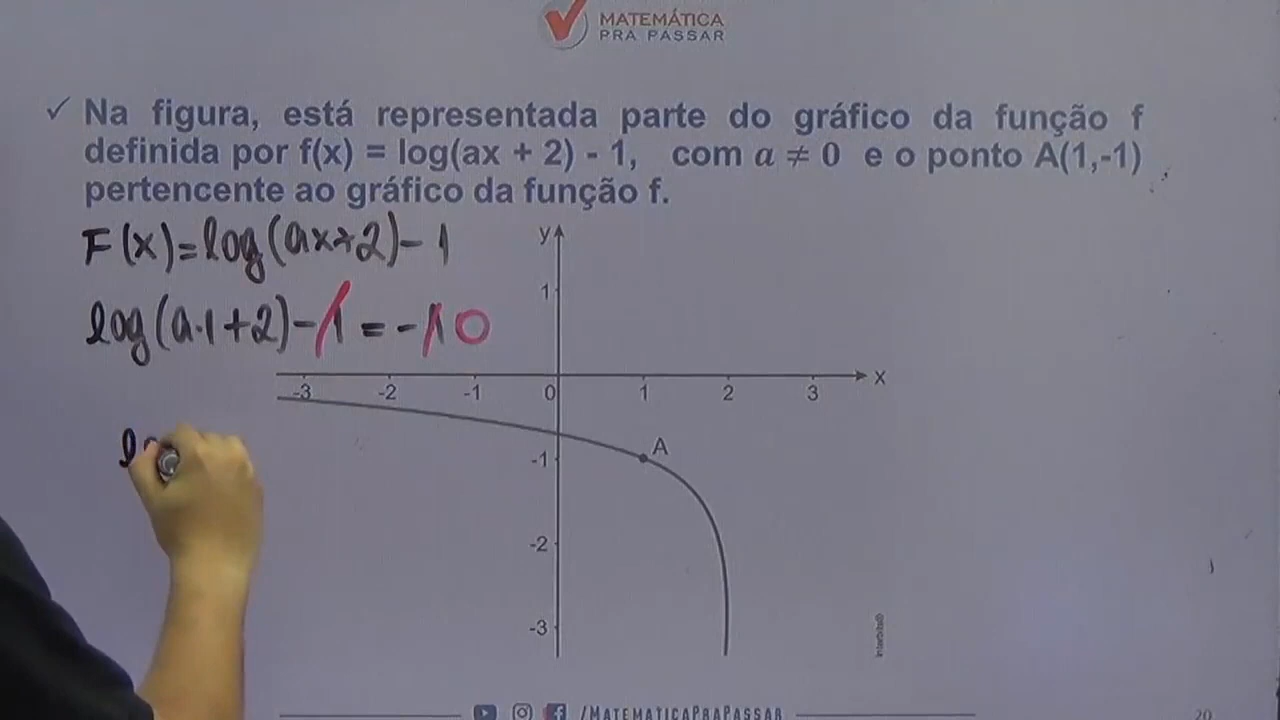 MATEMÁTICA
PRA PASSAR
✓ Na figura, está representada parte do gráfico da função f
definida por f(x) = log(ax + 2) - 1, com a ≠ 0 e o ponto A(1,-1)
pertencente ao gráfico da função f.
F(x)=log(ax+2)-1
log(a·1+2)-1=-1 0
y
1
-3 -2 -1 0 1 2 3 x
A
-1
-2
-3
/MATEMATICAPRAPASSAR
20